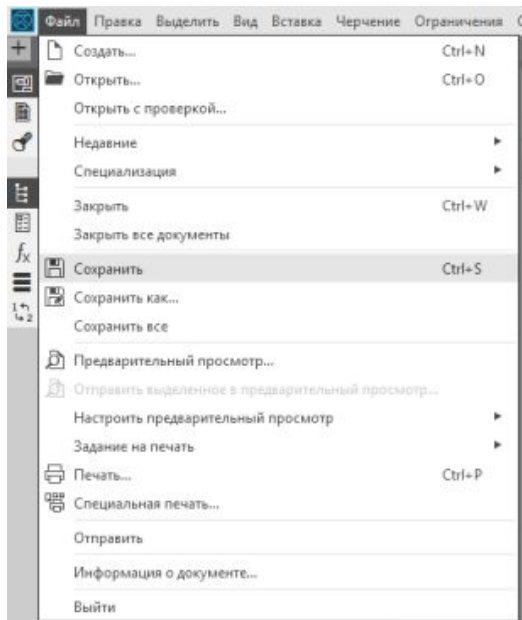 Файл Правка Выделить Вид Вставка Черчение Ограничения
Создать... Ctrl+N
Открыть... Ctrl+O
Открыть с проверкой...
Недавние
Специализация
Закрыть Ctrl+W
Закрыть все документы
Сохранить Ctrl+S
Сохранить как...
Сохранить все
Предварительный просмотр...
Отправить выделенное в предварительный просмотр...
Настроить предварительный просмотр
Задание на печать
Печать... Ctrl+P
Специальная печать...
Отправить
Информация о документе...
Выйти